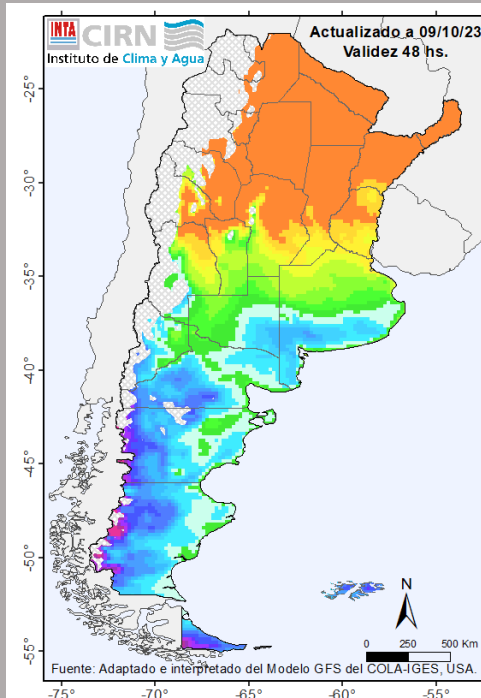 INTA CIRN
Instituto de Clima y Agua
Actualizado a 09/10/23
Validez 48 hs.
-25°
-30°
-35°
-40°
-45°
-50°
-55°
N
0 250 500 Km
Fuente: Adaptado e interpretado del Modelo GFS del COLA-IGES, USA.
-75° -70° -65° -60° -55°